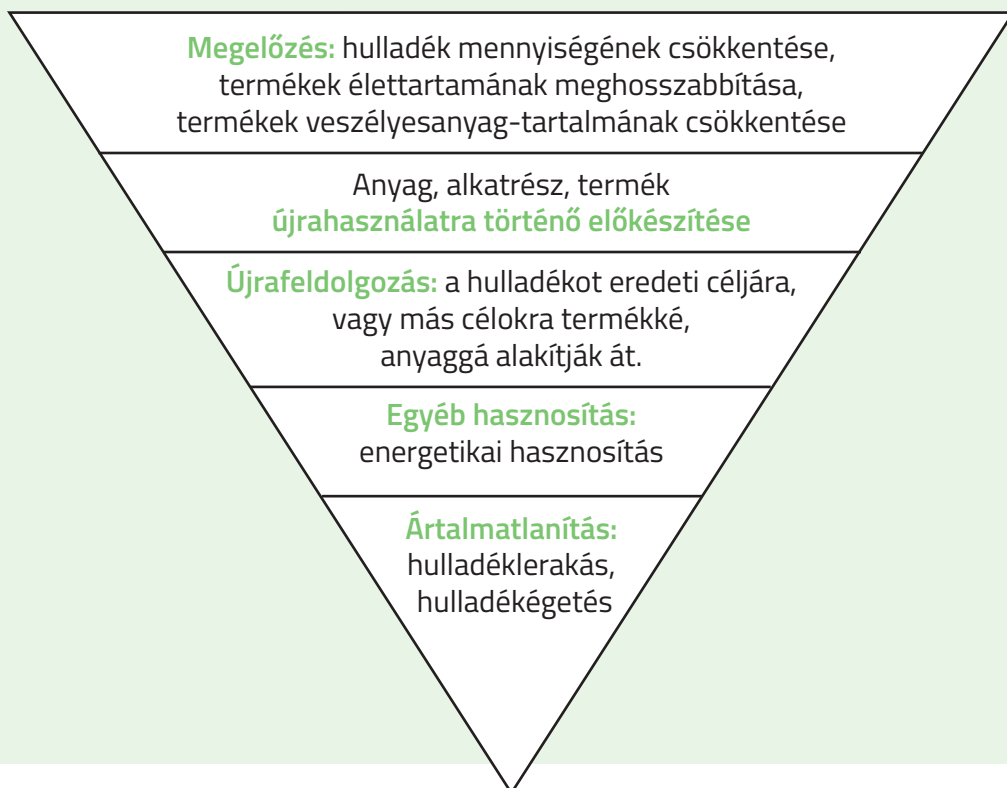 Megelőzés: hulladék mennyiségének csökkentése,
termékek élettartamának meghosszabbítása,
termékek veszélyesanyag-tartalmának csökkentése
Anyag, alkatrész, termék
újrahasználatra történő előkészítése
Újrafeldolgozás: a hulladékot eredeti céljára,
vagy más célokra termékké,
anyaggá alakítják át.
Egyéb hasznosítás:
energetikai hasznosítás
Ártalmatlanítás:
hulladéklerakás,
hulladékégetés